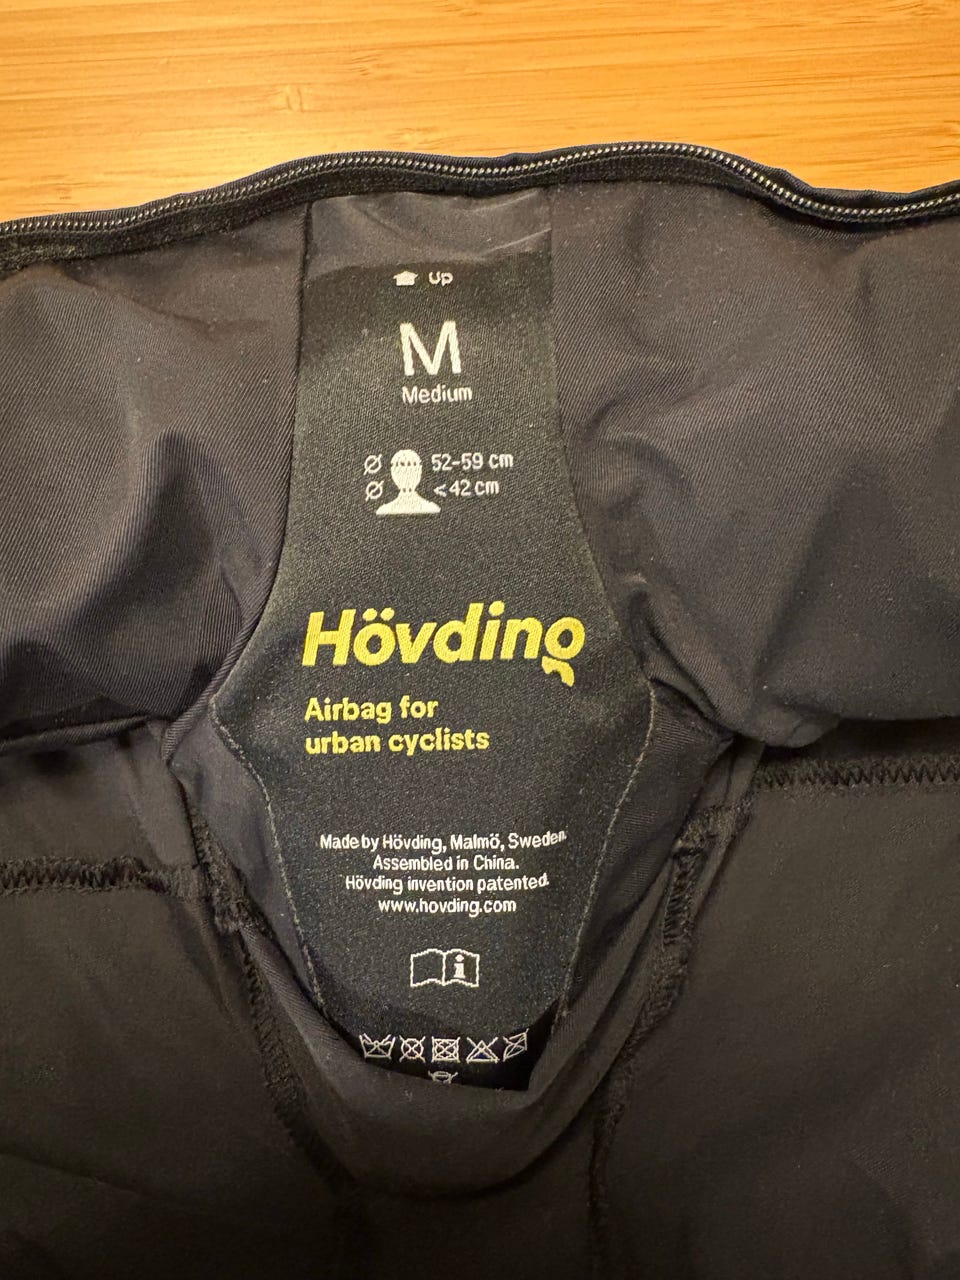 Up
M
Medium
Ø 52-59 cm
Ø <42 cm
Hövding
Airbag for
urban cyclists
Made by Hövding, Malmö, Sweden.
Assembled in China.
Hövding invention patented.
www.hovding.com
i